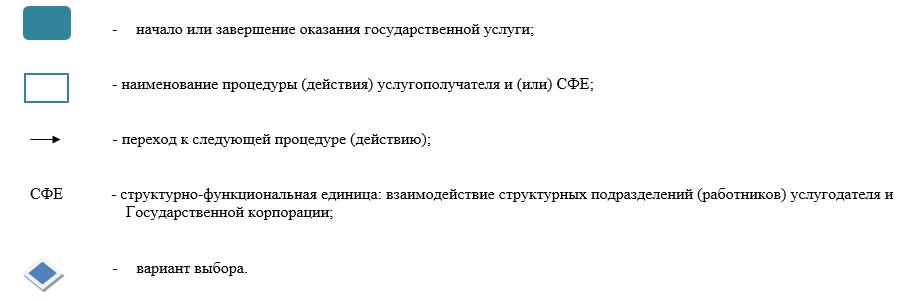 - начало или завершение оказания государственной услуги;
- наименование процедуры (действия) услугополучателя и (или) СФЕ;
- переход к следующей процедуре (действию);
СФЕ - структурно-функциональная единица: взаимодействие структурных подразделений (работников) услугодателя и
Государственной корпорации;
- вариант выбора.